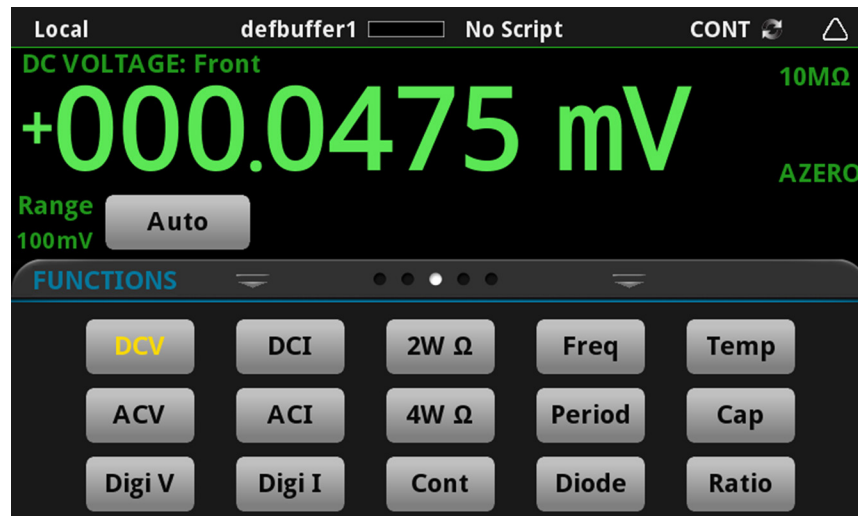 Local defbuffer1 No Script CONT
DC VOLTAGE: Front 10MΩ
+000.0475 mV
AZERO
Range Auto
100mV
FUNCTIONS
DCV DCI 2W Ω Freq Temp
ACV ACI 4W Ω Period Cap
Digi V Digi I Cont Diode Ratio